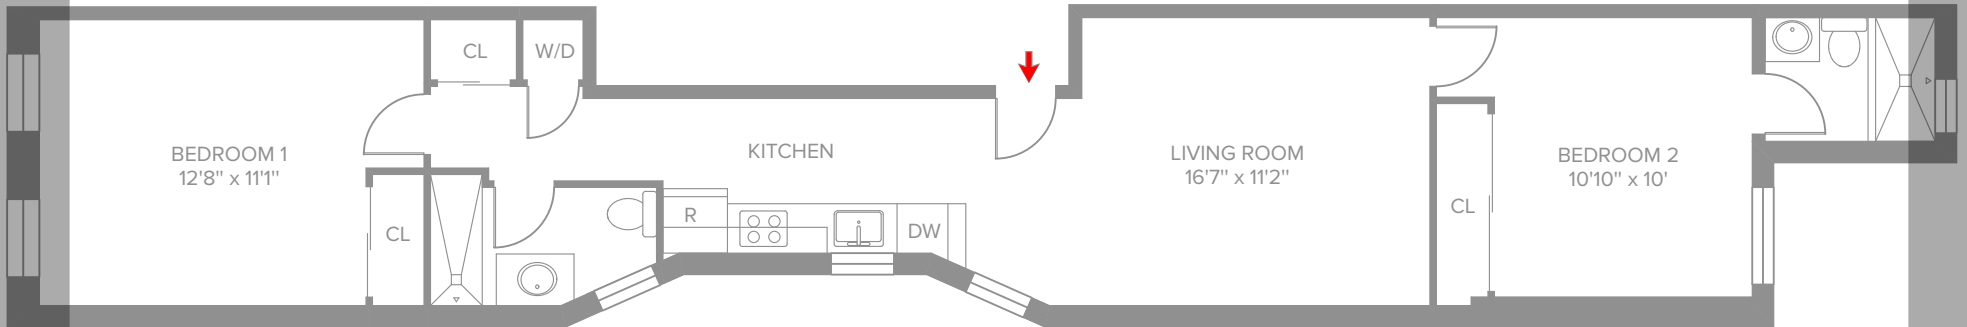 CL
W/D
BEDROOM 1
12'8" x 11'1"
CL
KITCHEN
R
DW
LIVING ROOM
16'7" x 11'2"
BEDROOM 2
10'10" x 10'
CL